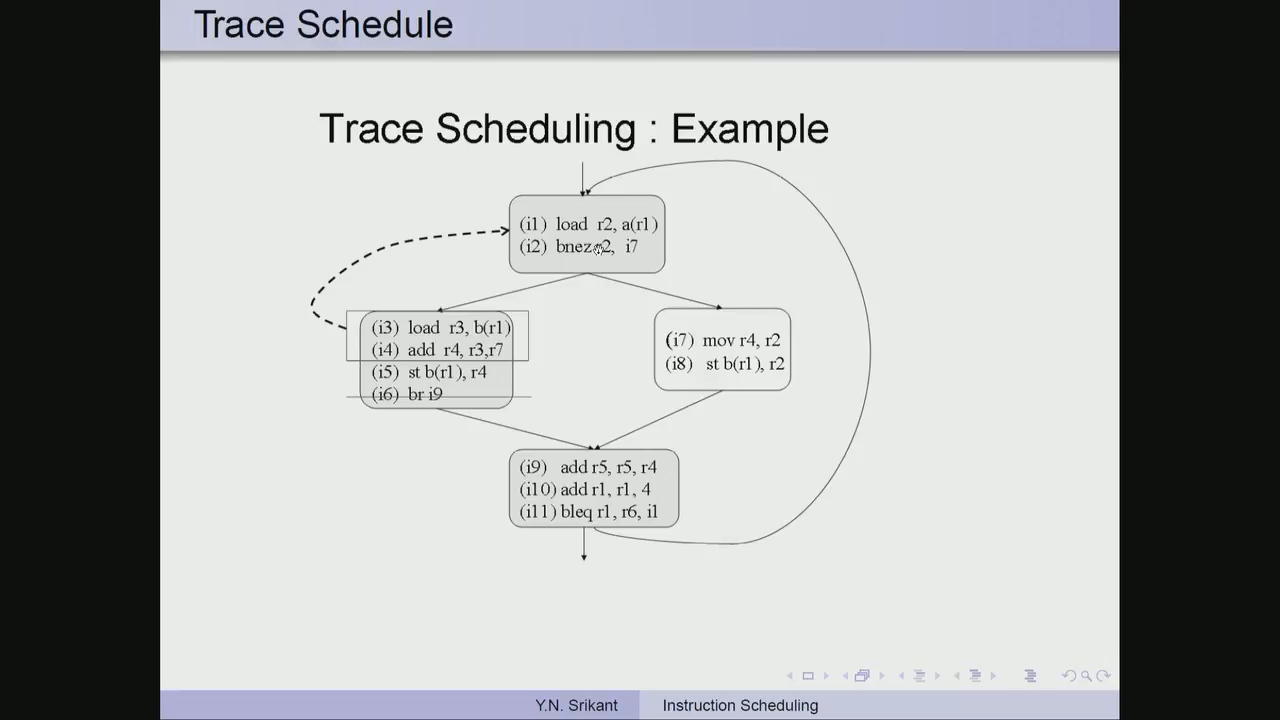 Trace Schedule
Trace Scheduling : Example
(i1) load r2, a(r1)
(i2) bnez r2, i7
(i3) load r3, b(r1)
(i4) add r4, r3,r7
(i5) st b(r1), r4
(i6) br i9
(i7) mov r4, r2
(i8) st b(r1), r2
(i9) add r5, r5, r4
(i10) add r1, r1, 4
(i11) bleq r1, r6, i1
Y.N. Srikant Instruction Scheduling